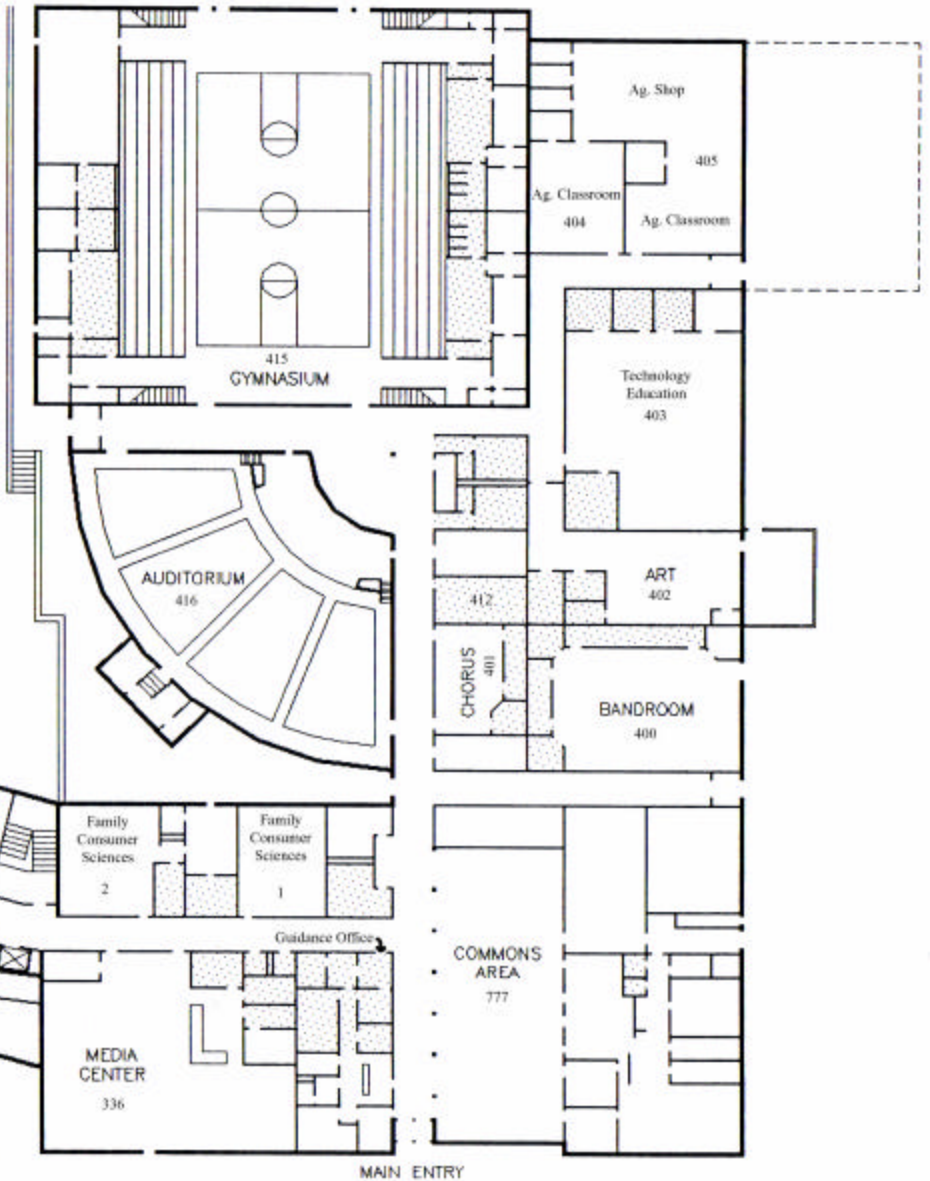 Ag. Shop
405
Ag. Classroom
404
Ag. Classroom
415
GYMNASIUM
Technology
Education
403
AUDITORIUM
416
ART
402
412
CHORUS
401
BANDROOM
400
Family
Consumer
Sciences
2
Family
Consumer
Sciences
1
Guidance Office
COMMONS
AREA
777
MEDIA
CENTER
336
MAIN ENTRY